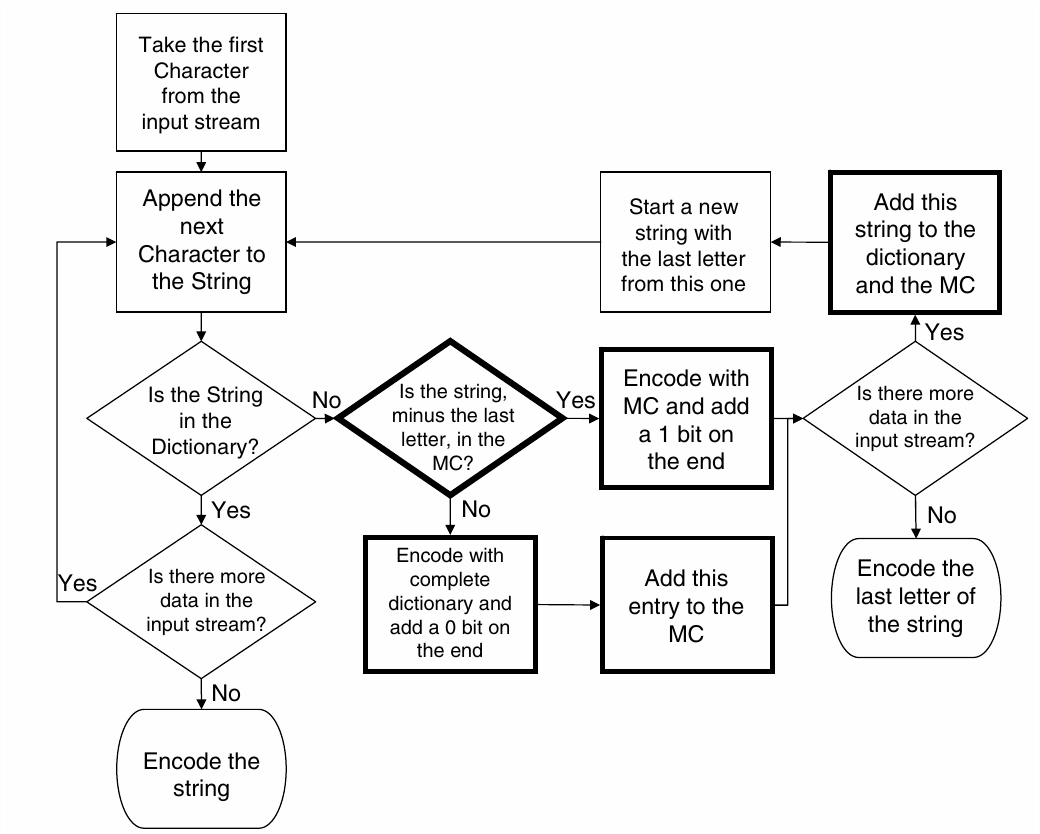 Take the first
Character
from the
input stream
Append the
next
Character to
the String
Start a new
string with
the last letter
from this one
Add this
string to the
dictionary
and the MC
Yes
Is the String
in the
Dictionary?
No
Is the string,
minus the last
letter, in the
MC?
Yes
Encode with
MC and add
a 1 bit on
the end
Is there more
data in the
input stream?
Yes
No
No
Is there more
data in the
input stream?
Yes
Encode with
complete
dictionary and
add a 0 bit on
the end
Add this
entry to the
MC
Encode the
last letter of
the string
No
Encode the
string